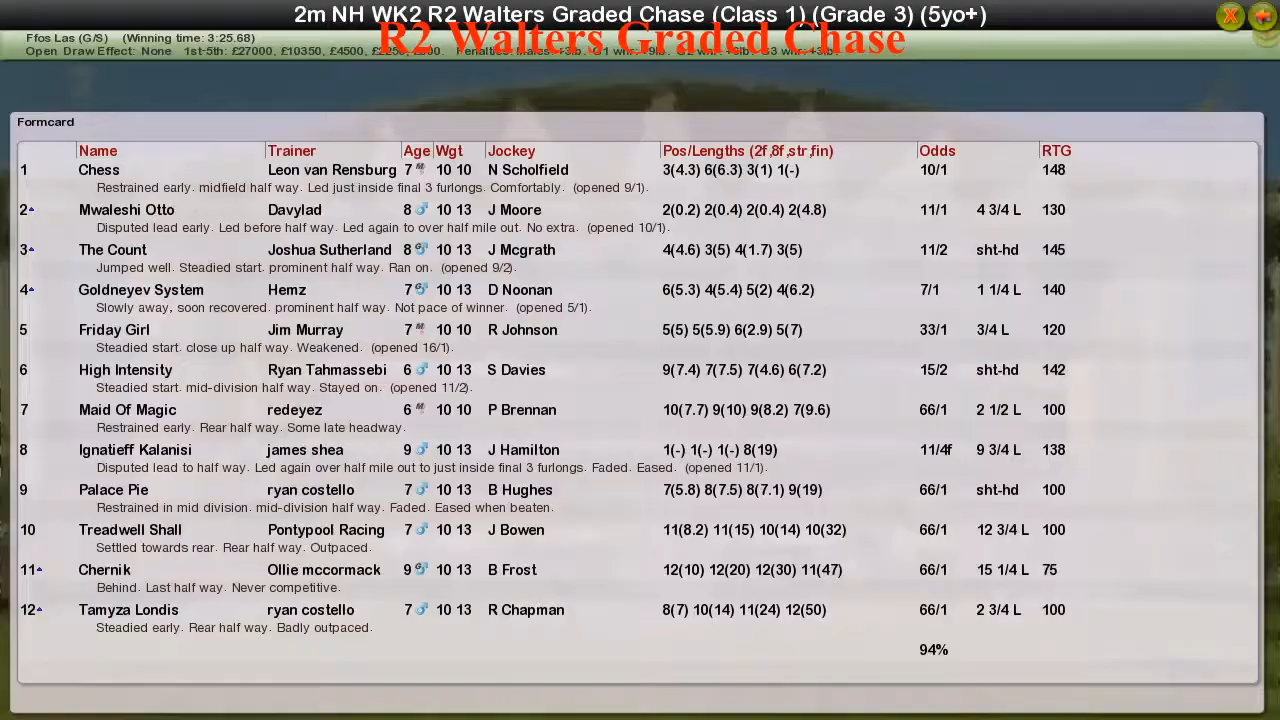 2m NH WK2 R2 Walters Graded Chase (Class 1) (Grade 3) (5yo+)
R2 Walters Graded Chase
Ffos Las (G/S) (Winning time: 3:25.68)
Open Draw Effect: None 1st-5th: £27000, £10350, £4500,
Formcard
Name Trainer Age Wgt Jockey Pos/Lengths (2f,8f,str,fin) Odds RTG
1 Chess Leon van Rensburg 7 10 10 N Scholfield 3(4.3) 6(6.3) 3(1) 1(-) 10/1 148
Restrained early. midfield half way. Led just inside final 3 furlongs. Comfortably. (opened 9/1).
2 Mwaleshi Otto Davylad 8 10 13 J Moore 2(0.2) 2(0.4) 2(0.4) 2(4.8) 11/1 4 3/4 L 130
Disputed lead early. Led before half way. Led again to over half mile out. No extra. (opened 10/1).
3 The Count Joshua Sutherland 8 10 13 J Mcgrath 4(4.6) 3(5) 4(1.7) 3(5) 11/2 sht-hd 145
Jumped well. Steadied start. prominent half way. Ran on. (opened 9/2).
4 Goldneyev System Hemz 7 10 13 D Noonan 6(5.3) 4(5.4) 5(2) 4(6.2) 7/1 1 1/4 L 140
Slowly away, soon recovered. prominent half way. Not pace of winner. (opened 5/1).
5 Friday Girl Jim Murray 7 10 10 R Johnson 5(5) 5(5.9) 6(2.9) 5(7) 33/1 3/4 L 120
Steadied start. close up half way. Weakened. (opened 16/1).
6 High Intensity Ryan Tahmassebi 6 10 13 S Davies 9(7.4) 7(7.5) 7(4.6) 6(7.2) 15/2 sht-hd 142
Steadied start. mid-division half way. Stayed on. (opened 11/2).
7 Maid Of Magic redeyez 6 10 10 P Brennan 10(7.7) 9(10) 9(8.2) 7(9.6) 66/1 2 1/2 L 100
Restrained early. Rear half way. Some late headway.
8 Ignatieff Kalanisi james shea 9 10 13 J Hamilton 1(-) 1(-) 1(-) 8(19) 11/4f 9 3/4 L 138
Disputed lead to half way. Led again over half mile out to just inside final 3 furlongs. Faded. Eased. (opened 11/1).
9 Palace Pie ryan costello 7 10 13 B Hughes 7(5.8) 8(7.5) 8(7.1) 9(19) 66/1 sht-hd 100
Restrained in mid division. mid-division half way. Faded. Eased when beaten.
10 Treadwell Shall Pontypool Racing 7 10 13 J Bowen 11(8.2) 11(15) 10(14) 10(32) 66/1 12 3/4 L 100
Settled towards rear. Rear half way. Outpaced.
11 Chernik Ollie mccormack 9 10 13 B Frost 12(10) 12(20) 12(30) 11(47) 66/1 15 1/4 L 75
Behind. Last half way. Never competitive.
12 Tamyza Londis ryan costello 7 10 13 R Chapman 8(7) 10(14) 11(24) 12(50) 66/1 2 3/4 L 100
Steadied early. Rear half way. Badly outpaced.
94%